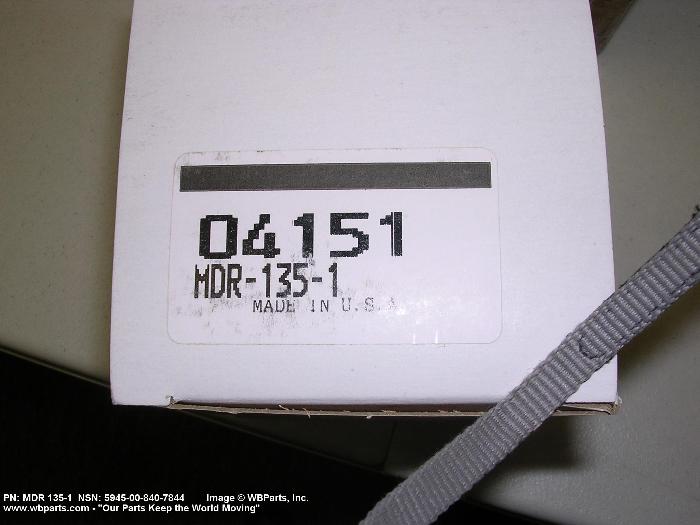 04151
MDR-135-1
MADE IN U.S.A
PN: MDR 135-1 NSN: 5945-00-840-7844 Image © WBParts, Inc.
www.wbparts.com - "Our Parts Keep the World Moving"